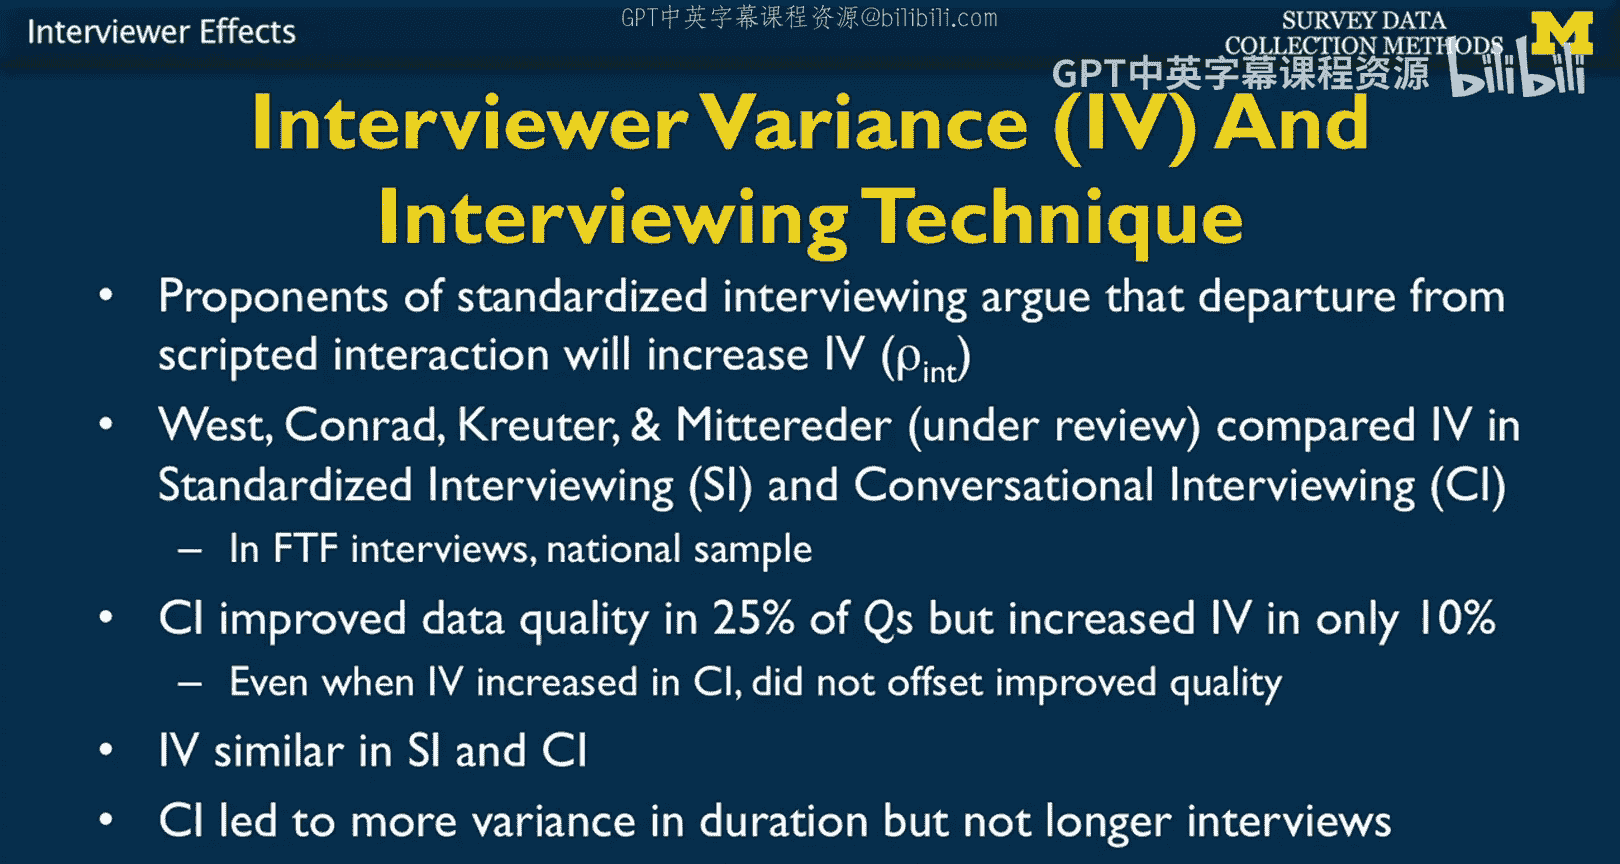 Interviewer Effects
GPT中英字幕课程资源@bilibili.com
SURVEY DATA
COLLECTION METHODS
M
GPT中英字幕课程资源 bilibili
Interviewer Variance (IV) And
Interviewing Technique
• Proponents of standardized interviewing argue that departure from
scripted interaction will increase IV (ρint)
• West, Conrad, Kreuter, & Mittereder (under review) compared IV in
Standardized Interviewing (SI) and Conversational Interviewing (CI)
– In FTF interviews, national sample
• CI improved data quality in 25% of Qs but increased IV in only 10%
– Even when IV increased in CI, did not offset improved quality
• IV similar in SI and CI
• CI led to more variance in duration but not longer interviews